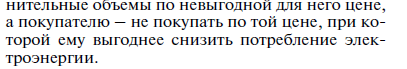 нительные объемы по невыгодной для него цене,
а покупателю – не покупать по той цене, при ко-
торой ему выгоднее снизить потребление элек-
троэнергии.